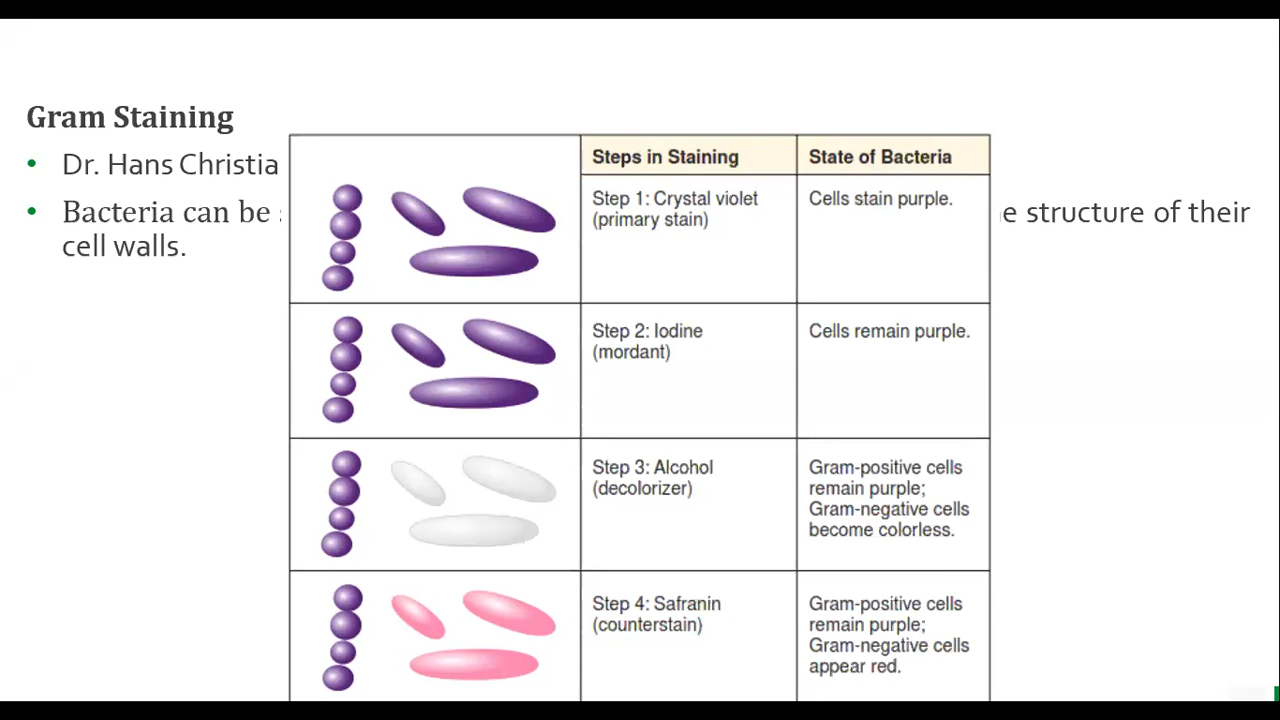 Gram Staining
• Dr. Hans Christia
• Bacteria can be
e structure of their
cell walls.
Steps in Staining
State of Bacteria
Step 1: Crystal violet
(primary stain)
Cells stain purple.
Step 2: Iodine
(mordant)
Cells remain purple.
Step 3: Alcohol
(decolorizer)
Gram-positive cells
remain purple;
Gram-negative cells
become colorless.
Step 4: Safranin
(counterstain)
Gram-positive cells
remain purple;
Gram-negative cells
appear red.